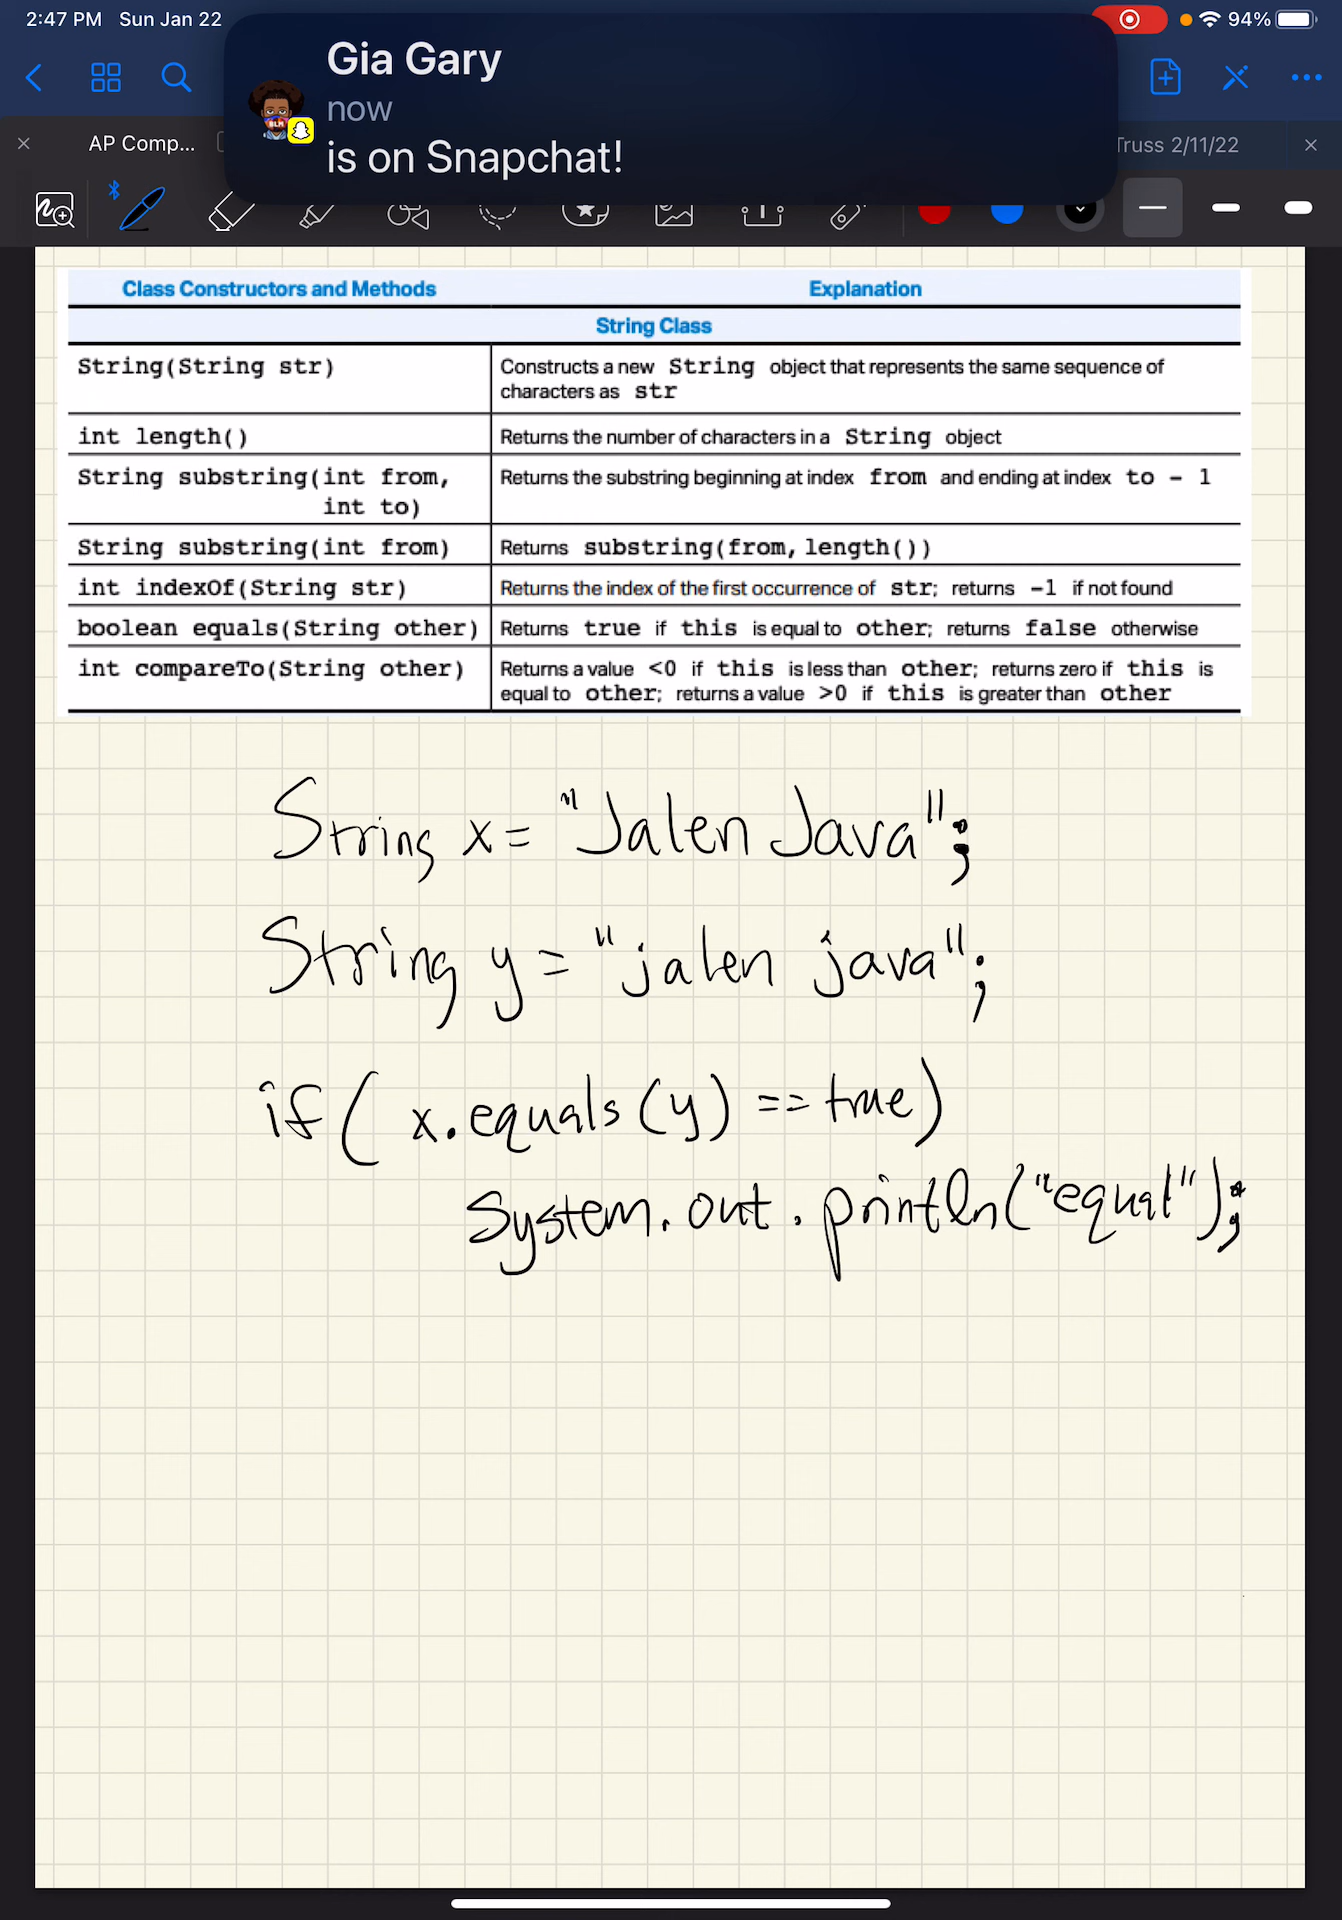 2:47 PM Sun Jan 22
94%
Gia Gary
now
is on Snapchat!
AP Comp...
Truss 2/11/22
Class Constructors and Methods Explanation
String Class
String(String str) Constructs a new String object that represents the same sequence of
characters as str
int length() Returns the number of characters in a String object
String substring(int from, Returns the substring beginning at index from and ending at index to - 1
int to)
String substring(int from) Returns substring(from, length())
int indexOf(String str) Returns the index of the first occurrence of str; returns -1 if not found
boolean equals(String other) Returns true if this is equal to other; returns false otherwise
int compareTo(String other) Returns a value <0 if this is less than other; returns zero if this is
equal to other; returns a value >0 if this is greater than other
String x = "Jalen Java";
String y = "jalen java";
if ( x.equals(y) == true)
System.out.println("equal");